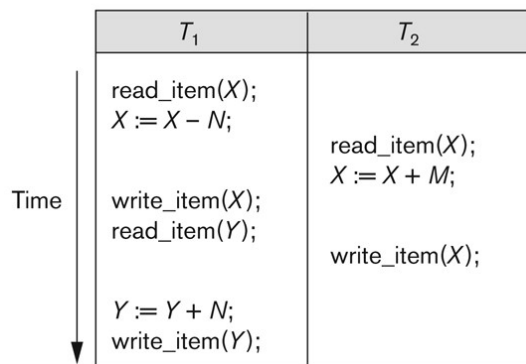 T1 T2
read_item(X);
X := X – N;
read_item(X);
X := X + M;
Time
write_item(X);
read_item(Y);
write_item(X);
Y := Y + N;
write_item(Y);